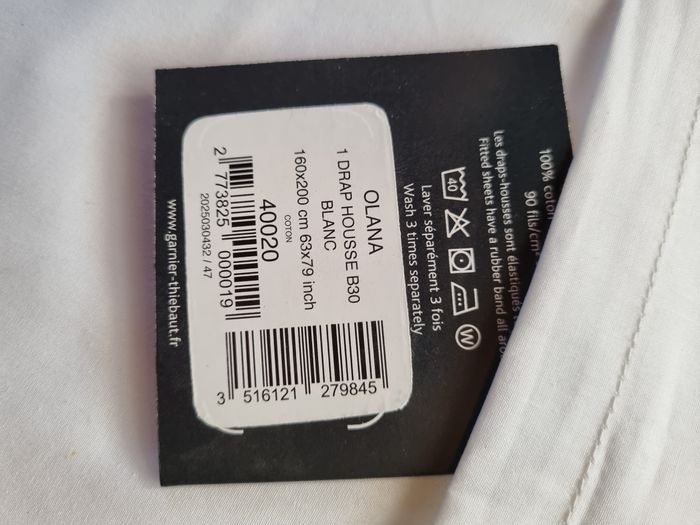 100% coton
90 fils/cm²
Les draps-housses sont élastiqués
Fitted sheets have a rubber band all
40
W
Laver séparément 3 fois
Wash 3 times separately
OLANA
1 DRAP HOUSSE B30
BLANC
160x200 cm 63x79 inch
COTON
40020
2 773825 000019
2025030432 / 47
3 516121 279845
www.garnier-thiebaut.fr